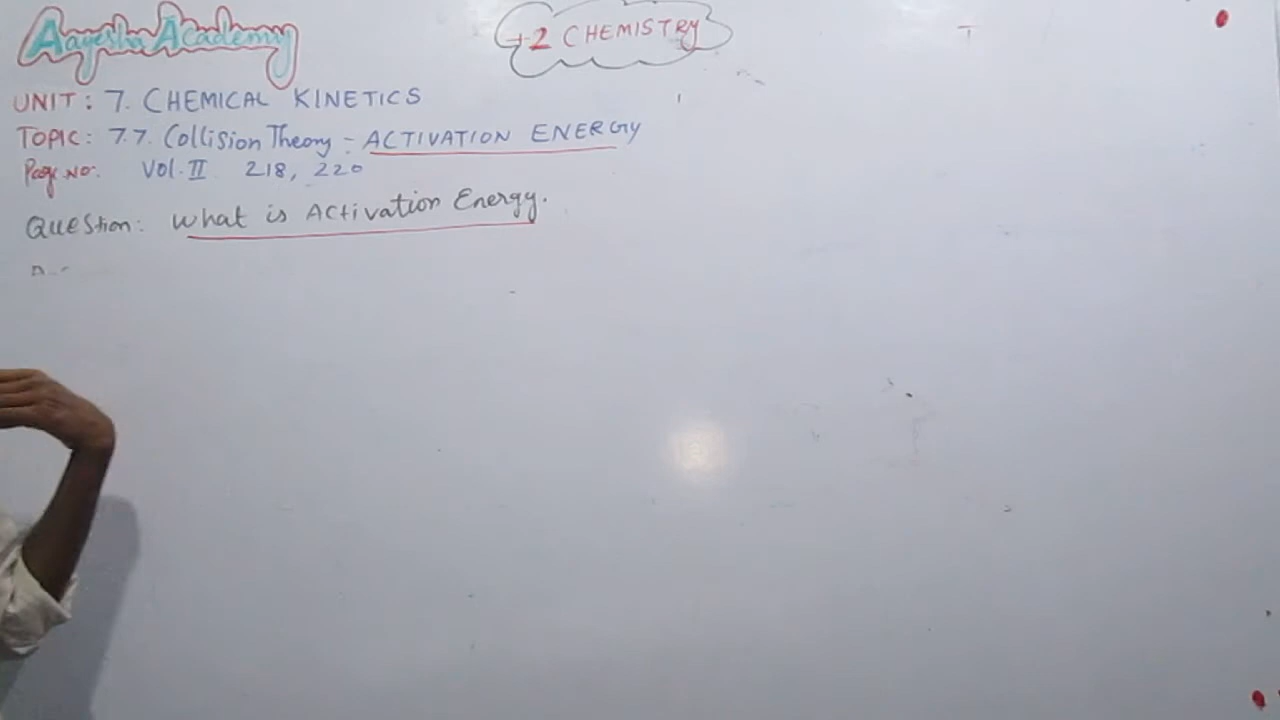 Aayesha Academy
+2 CHEMISTRY
UNIT: 7. CHEMICAL KINETICS
TOPIC: 7.7. Collision Theory - ACTIVATION ENERGY
Page No: Vol. II 218, 220
Question: What is Activation Energy.